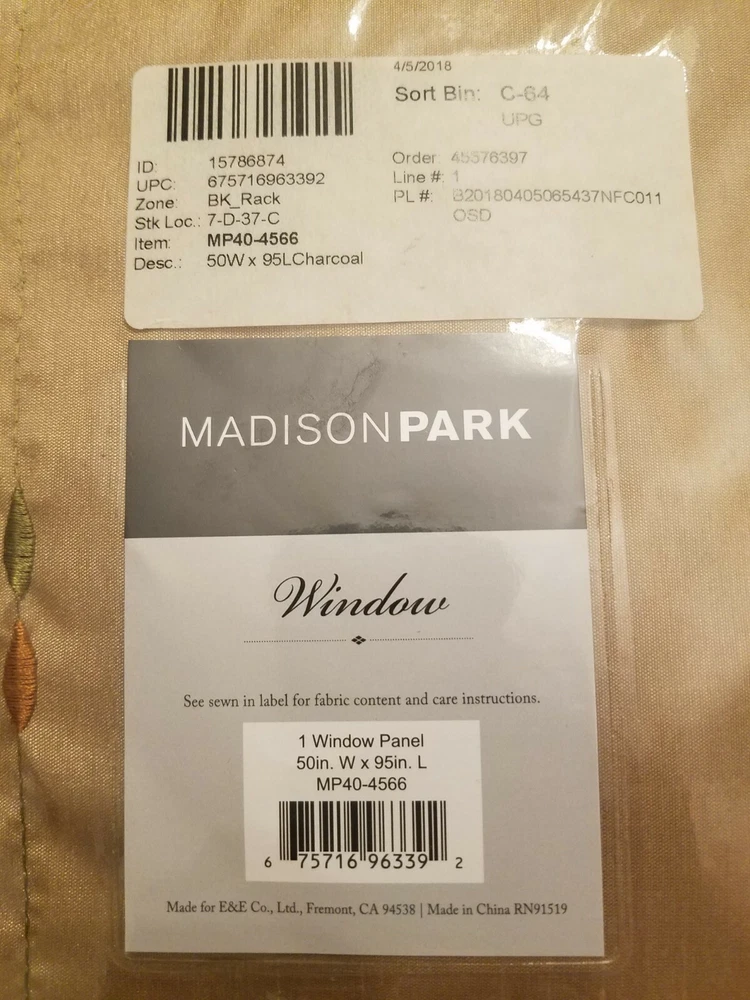 4/5/2018
Sort Bin: C-64
UPG
ID: 15786874
UPC: 675716963392
Zone: BK_Rack
Stk Loc.: 7-D-37-C
Item: MP40-4566
Desc.: 50W x 95LCharcoal
Order: 45576397
Line #: 1
PL #: B20180405065437NFC011
OSD
MADISONPARK
Window
See sewn in label for fabric content and care instructions.
1 Window Panel
50in. W x 95in. L
MP40-4566
6 75716 96339 2
Made for E&E Co., Ltd., Fremont, CA 94538 | Made in China RN91519